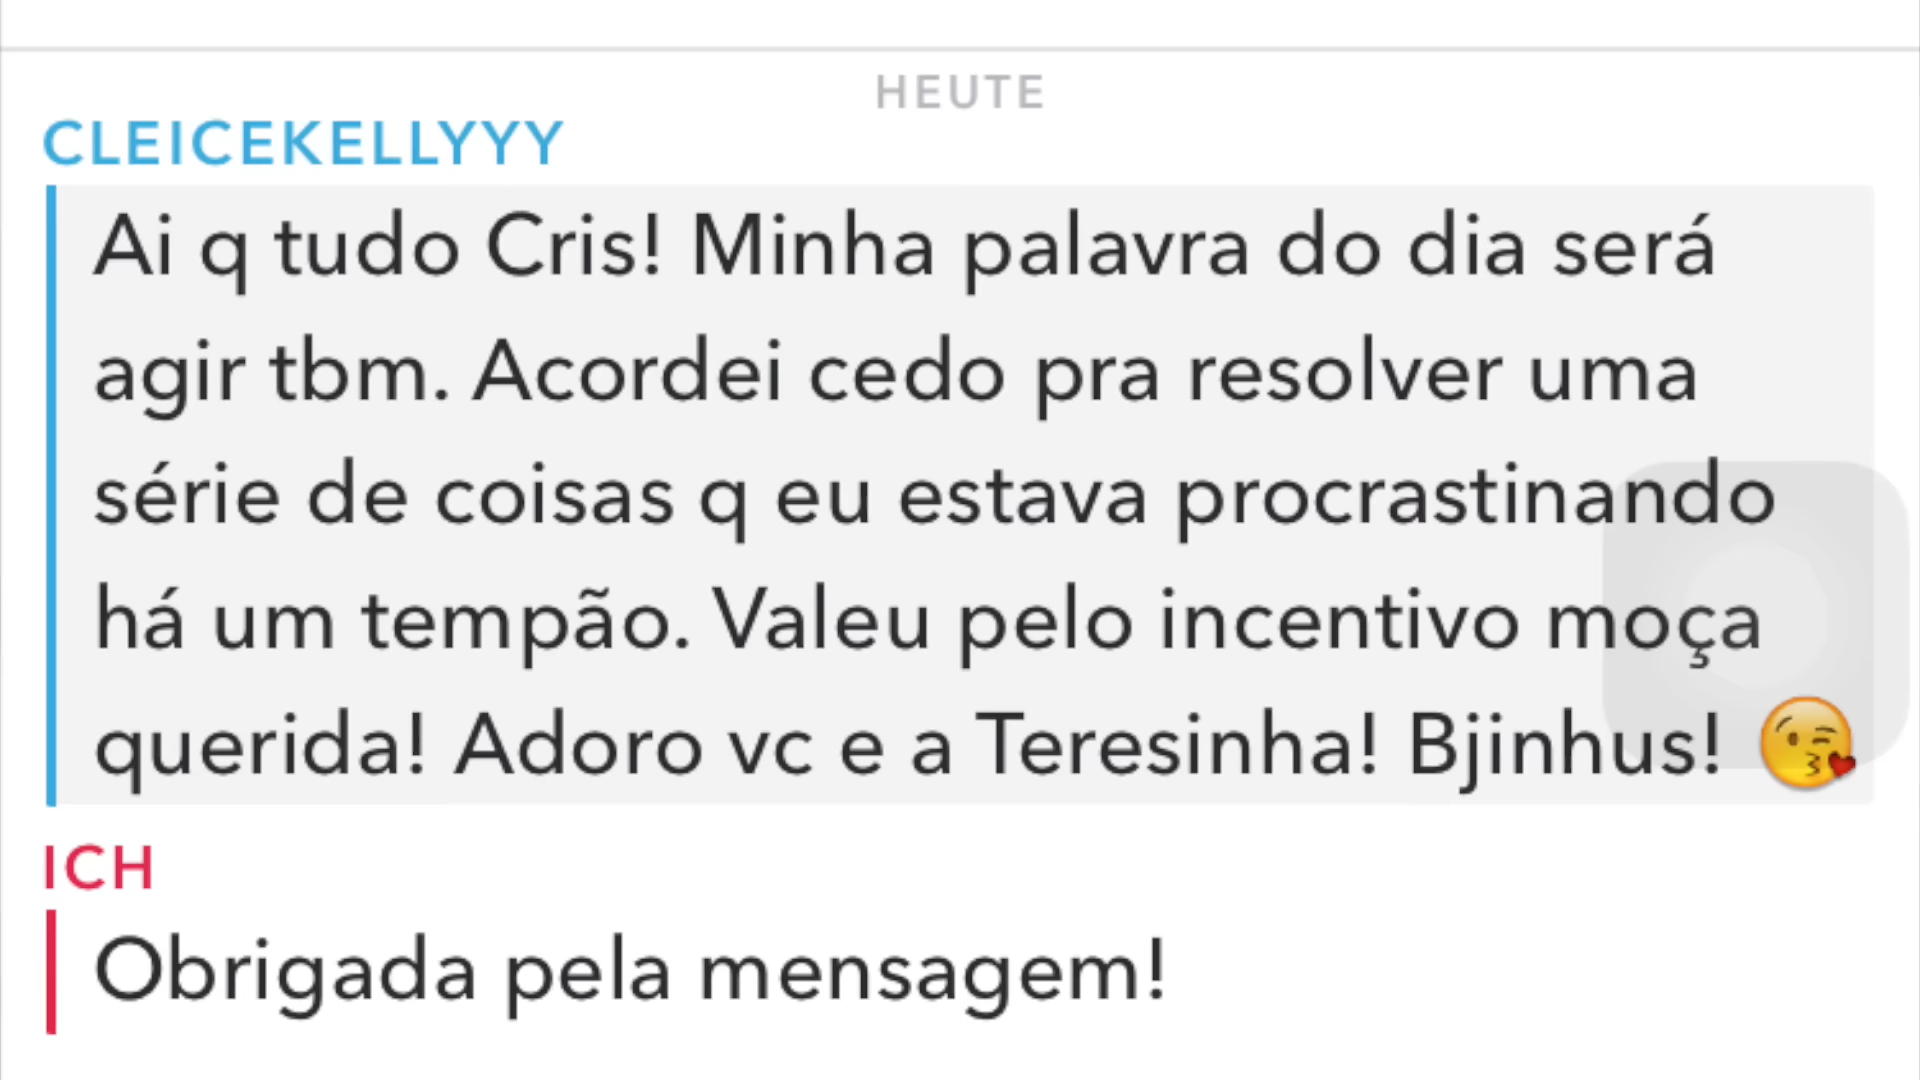 HEUTE
CLEICEKELLYYY
Ai q tudo Cris! Minha palavra do dia será
agir tbm. Acordei cedo pra resolver uma
série de coisas q eu estava procrastinando
há um tempão. Valeu pelo incentivo moça
querida! Adoro vc e a Teresinha! Bjinhus! 😘
ICH
Obrigada pela mensagem!